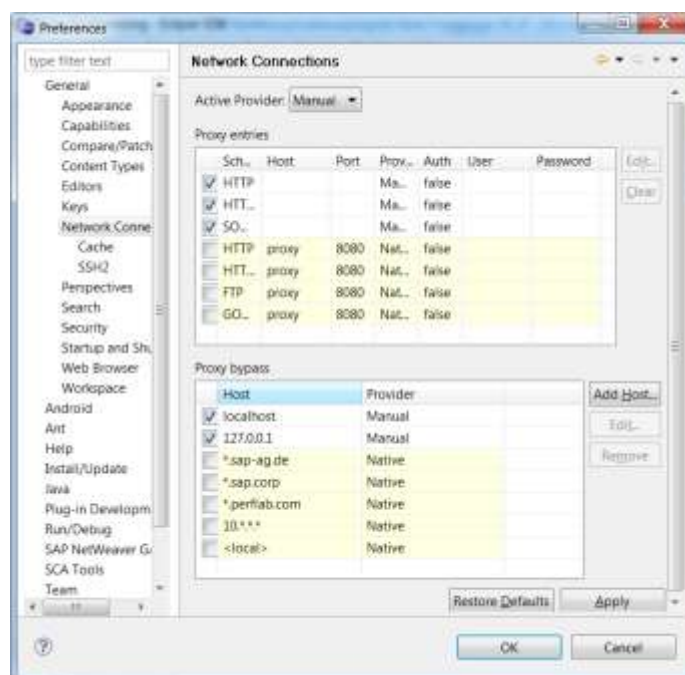 Preferences
type filter text
General
Appearance
Capabilities
Compare/Patch
Content Types
Editors
Keys
Network Conne
Cache
SSH2
Perspectives
Search
Security
Startup and Shu
Web Browser
Workspace
Android
Ant
Help
Install/Update
Java
Plug-in Developm
Run/Debug
SAP NetWeaver G
SCA Tools
Team
Network Connections
Active Provider: Manual
Proxy entries
Sch... Host Port Prov... Auth User Password
HTTP Ma... false
HTT... Ma... false
SO... Ma... false
HTTP proxy 8080 Nat... false
HTT... proxy 8080 Nat... false
FTP proxy 8080 Nat... false
GO... proxy 8080 Nat... false
Edit...
Clear
Proxy bypass
Host Provider
localhost Manual
127.0.0.1 Manual
*.sap-ag.de Native
*.sap.corp Native
*.perflab.com Native
10.*.*.* Native
<local> Native
Add Host...
Edit...
Remove
Restore Defaults Apply
OK Cancel